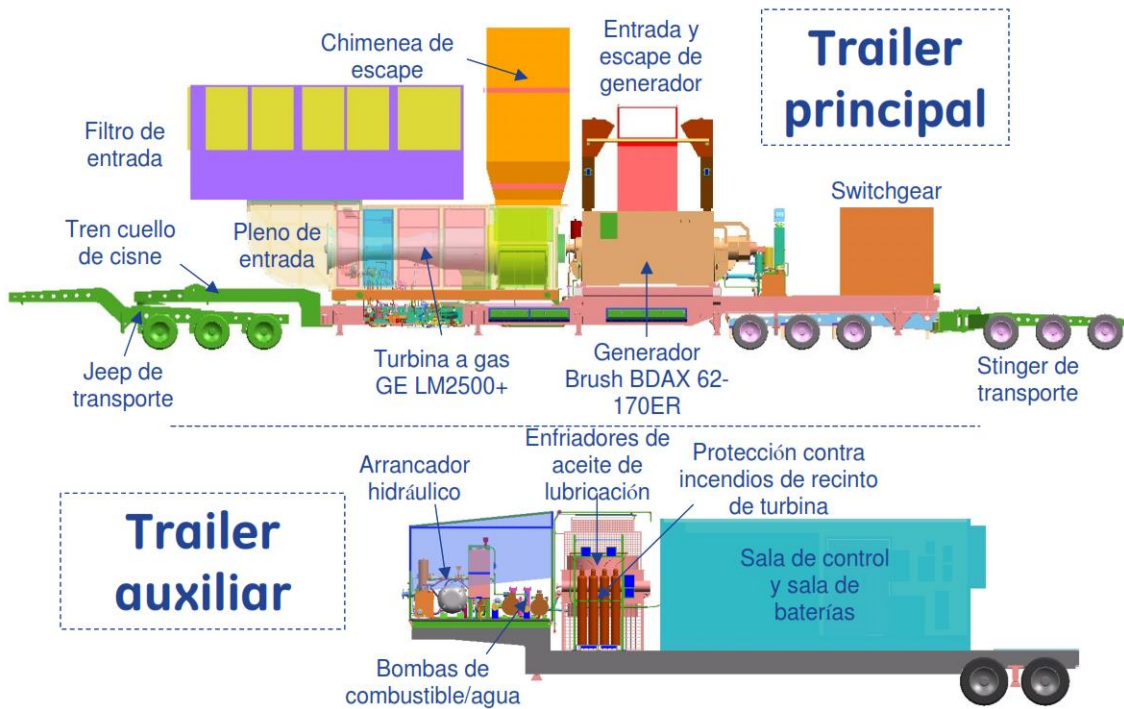 Chimenea de
escape
Entrada y
escape de
generador
Trailer
principal
Filtro de
entrada
Switchgear
Tren cuello
de cisne
Pleno de
entrada
Jeep de
transporte
Turbina a gas
GE LM2500+
Generador
Brush BDAX 62-
170ER
Stinger de
transporte
Trailer
auxiliar
Arrancador
hidráulico
Enfriadores de
aceite de
lubricación
Protección contra
incendios de recinto
de turbina
Sala de control
y sala de
baterías
Bombas de
combustible/agua